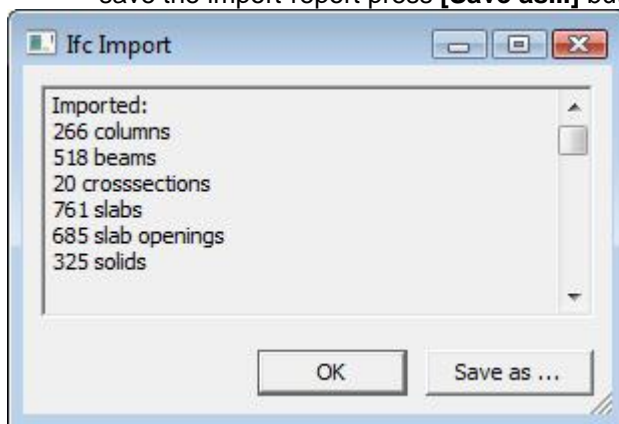 save the import report press [Save as...] bu
Ifc Import
Imported:
266 columns
518 beams
20 crosssections
761 slabs
685 slab openings
325 solids
OK
Save as ...